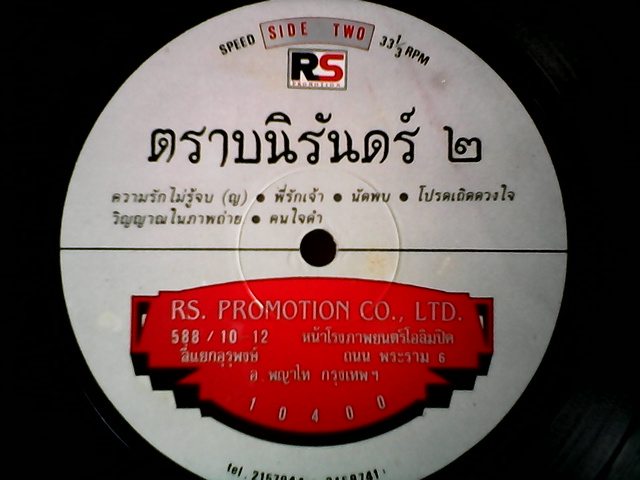 SPEED SIDE TWO 33 1/3 RPM
RS
PROMOTION
ตราบนิรันดร์ ๒
ความรักไม่รู้จบ (ญ) ● พี่รักเจ้า ● นัดพบ ● โปรดเถิดดวงใจ
วิญญาณในภาพถ่าย ● คนใจดำ
RS. PROMOTION CO., LTD.
588 / 10-12 หน้าโรงภาพยนตร์โอลิมปิค
สี่แยกอุรุพงษ์ ถนน พระราม 6
อ. พญาไท กรุงเทพฯ
10400
tel.